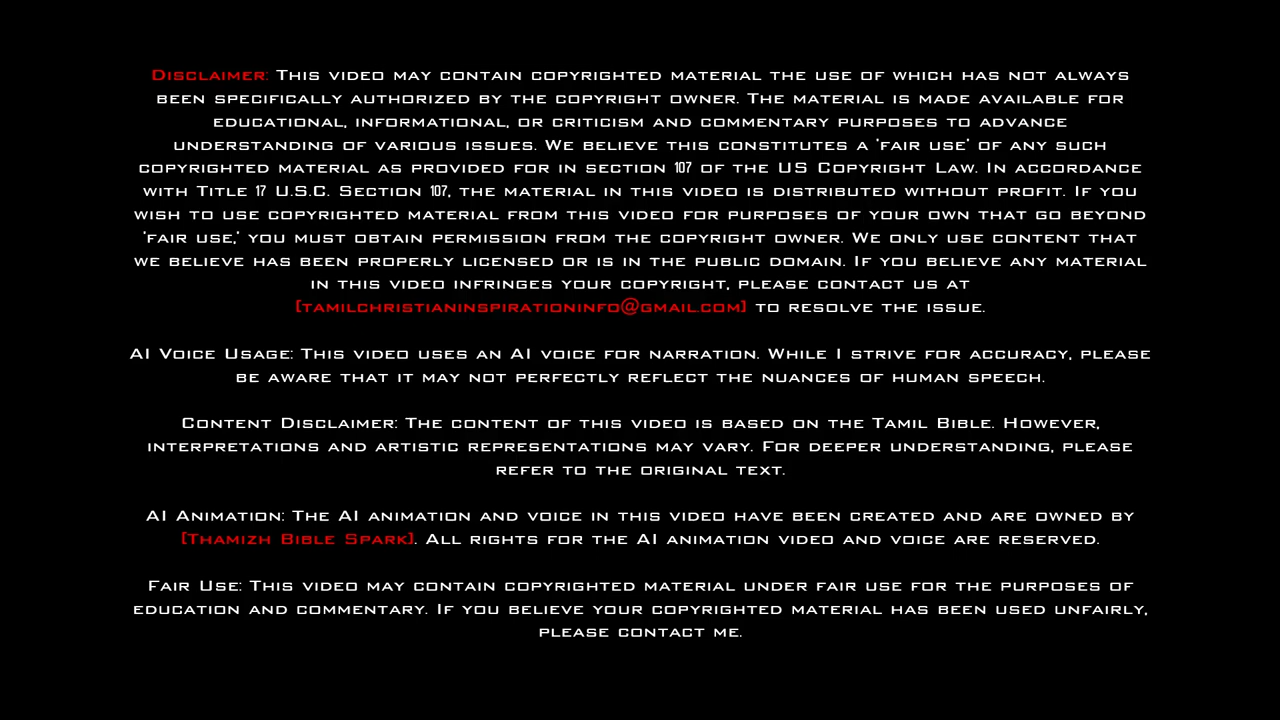 Disclaimer: This video may contain copyrighted material the use of which has not always
been specifically authorized by the copyright owner. The material is made available for
educational, informational, or criticism and commentary purposes to advance
understanding of various issues. We believe this constitutes a 'fair use' of any such
copyrighted material as provided for in section 107 of the US Copyright Law. In accordance
with Title 17 U.S.C. Section 107, the material in this video is distributed without profit. If you
wish to use copyrighted material from this video for purposes of your own that go beyond
'fair use,' you must obtain permission from the copyright owner. We only use content that
we believe has been properly licensed or is in the public domain. If you believe any material
in this video infringes your copyright, please contact us at
[tamilchristianinspirationinfo@gmail.com] to resolve the issue.
AI Voice Usage: This video uses an AI voice for narration. While I strive for accuracy, please
be aware that it may not perfectly reflect the nuances of human speech.
Content Disclaimer: The content of this video is based on the Tamil Bible. However,
interpretations and artistic representations may vary. For deeper understanding, please
refer to the original text.
AI Animation: The AI animation and voice in this video have been created and are owned by
[Thamizh Bible Spark]. All rights for the AI animation video and voice are reserved.
Fair Use: This video may contain copyrighted material under fair use for the purposes of
education and commentary. If you believe your copyrighted material has been used unfairly,
please contact me.